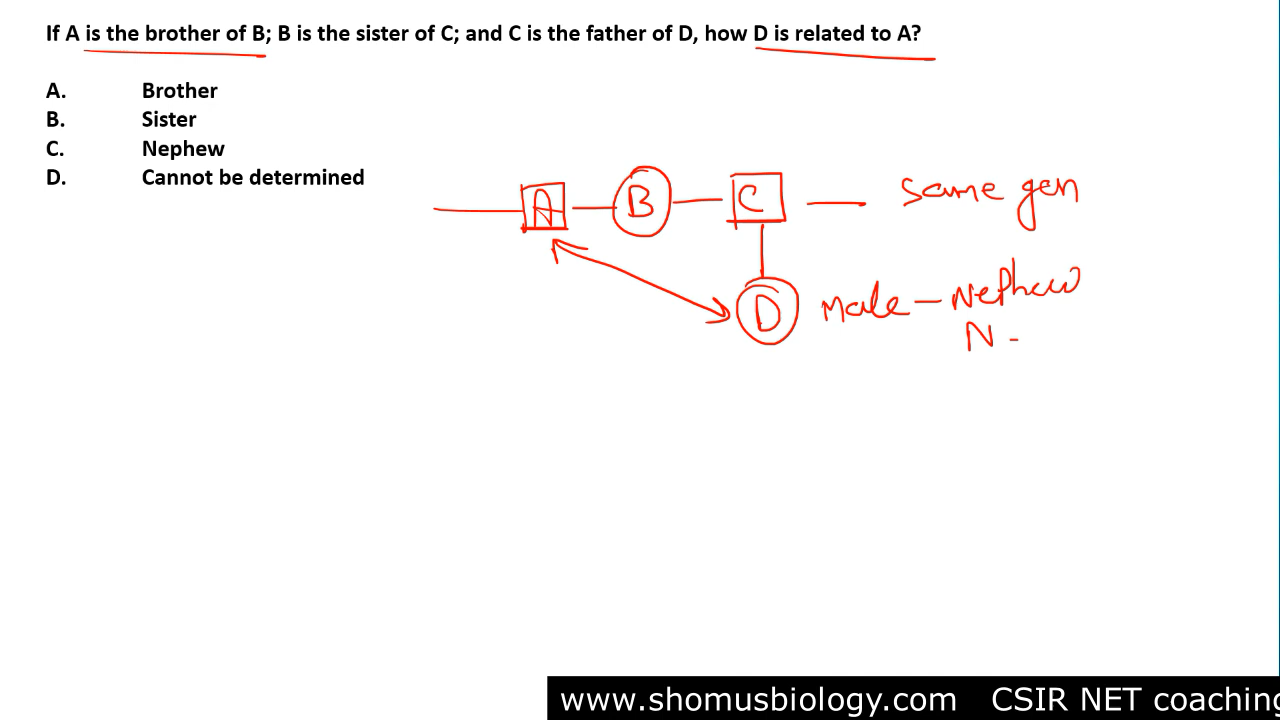 If A is the brother of B; B is the sister of C; and C is the father of D, how D is related to A?
A. Brother
B. Sister
C. Nephew
D. Cannot be determined
A B C same gen
D Male - Nephew
N -
www.shomusbiology.com CSIR NET coaching